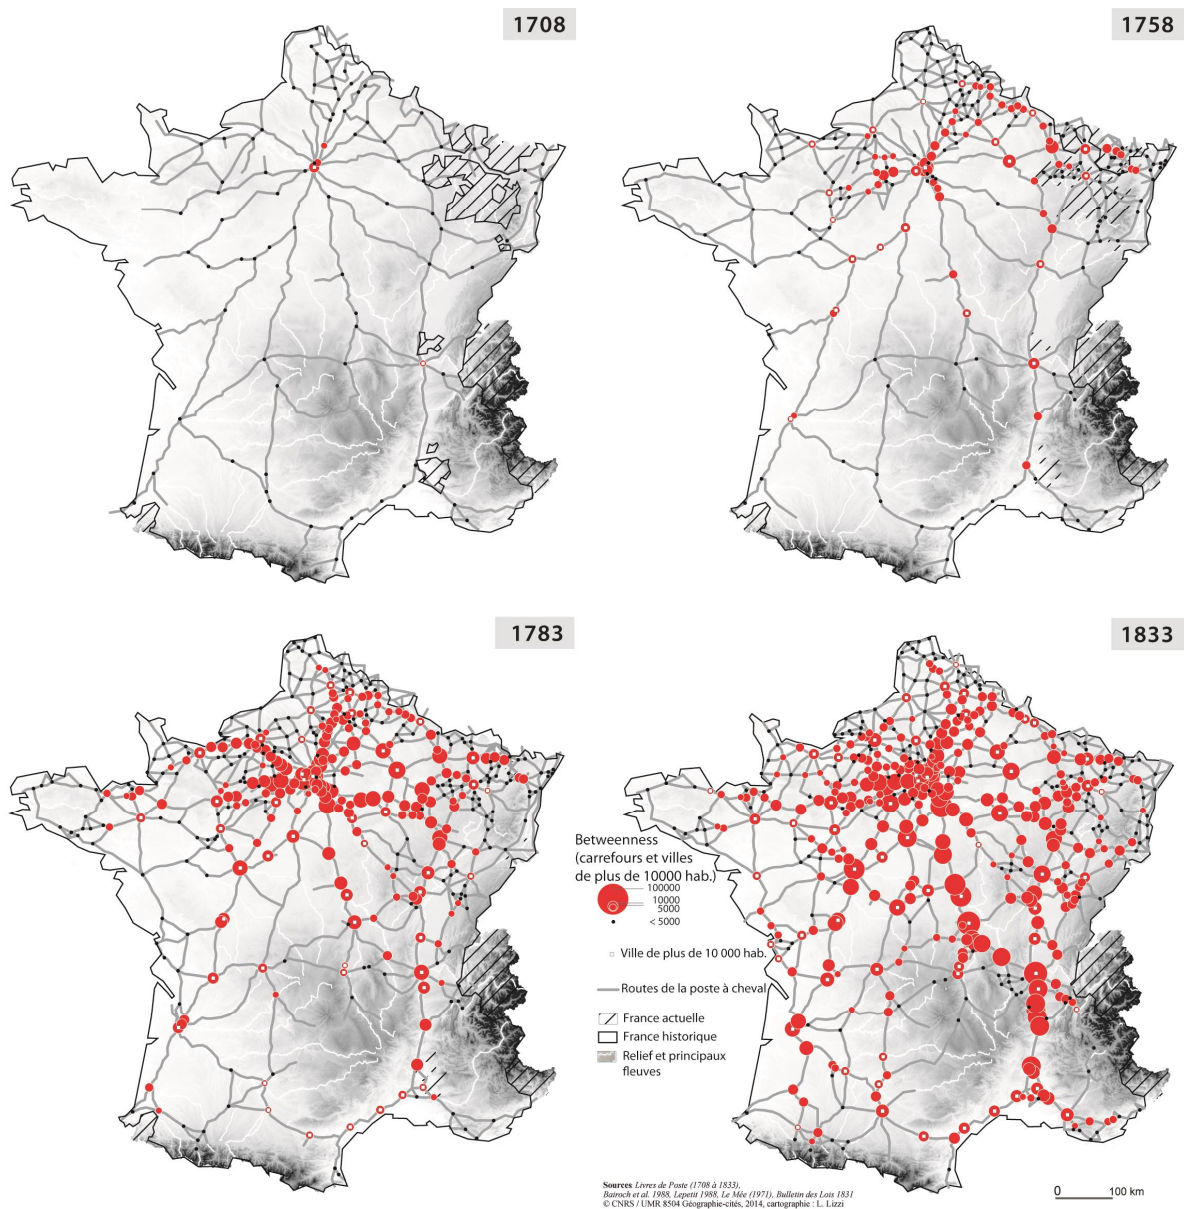 1708
1758
1783
1833
Betweenness
(carrefours et villes
de plus de 10000 hab.)
100000
10000
5000
< 5000
Ville de plus de 10 000 hab.
Routes de la poste à cheval
France actuelle
France historique
Relief et principaux
fleuves
Sources Livres de Poste (1708 à 1833),
Bairoch et al. 1988, Lepetit 1988, Le Mée (1971), Bulletin des Lois 1831
© CNRS / UMR 8504 Géographie-cités, 2014, cartographie : L. Lizzi
0 100 km